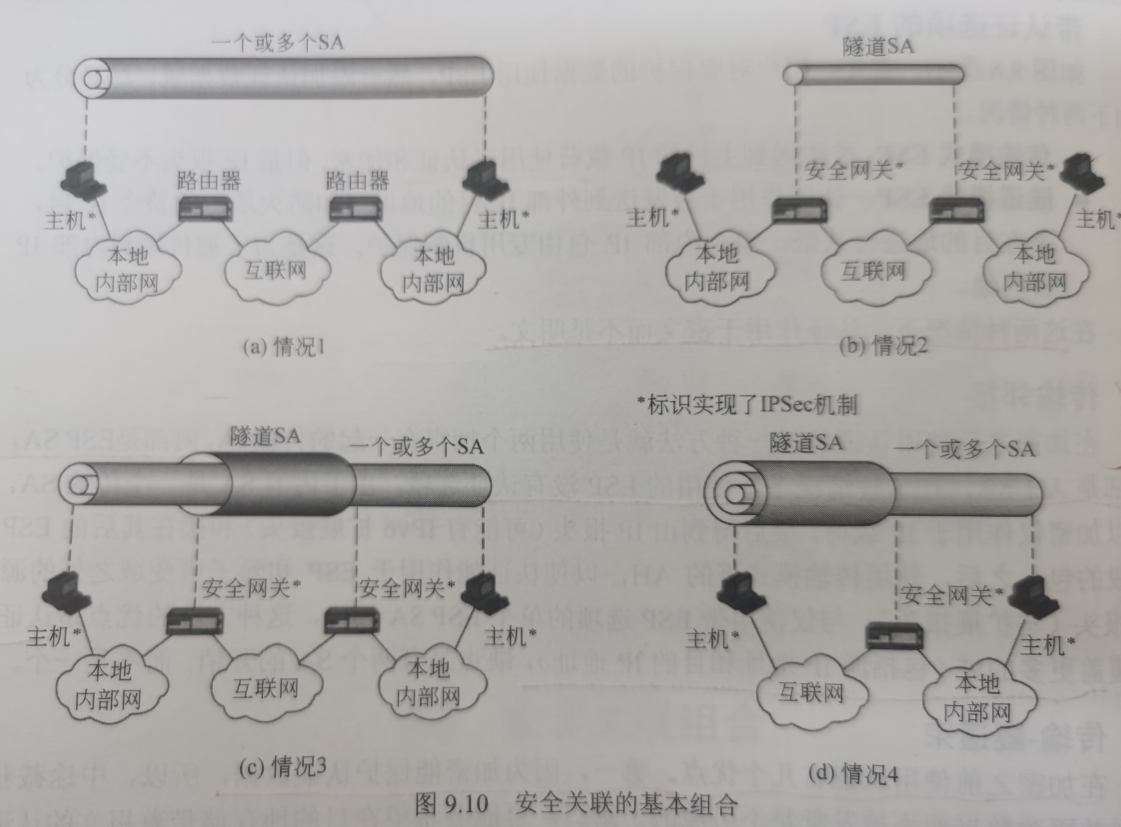 一个或多个SA
路由器
路由器
主机*
主机*
本地
内部网
互联网
本地
内部网
(a) 情况1
隧道SA
安全网关*
安全网关*
主机*
主机*
本地
内部网
互联网
本地
内部网
(b) 情况2
*标识实现了IPSec机制
隧道SA
一个或多个SA
安全网关*
安全网关*
主机*
主机*
本地
内部网
互联网
本地
内部网
(c) 情况3
隧道SA
一个或多个SA
安全网关*
主机*
主机*
互联网
本地
内部网
(d) 情况4
图 9.10 安全关联的基本组合